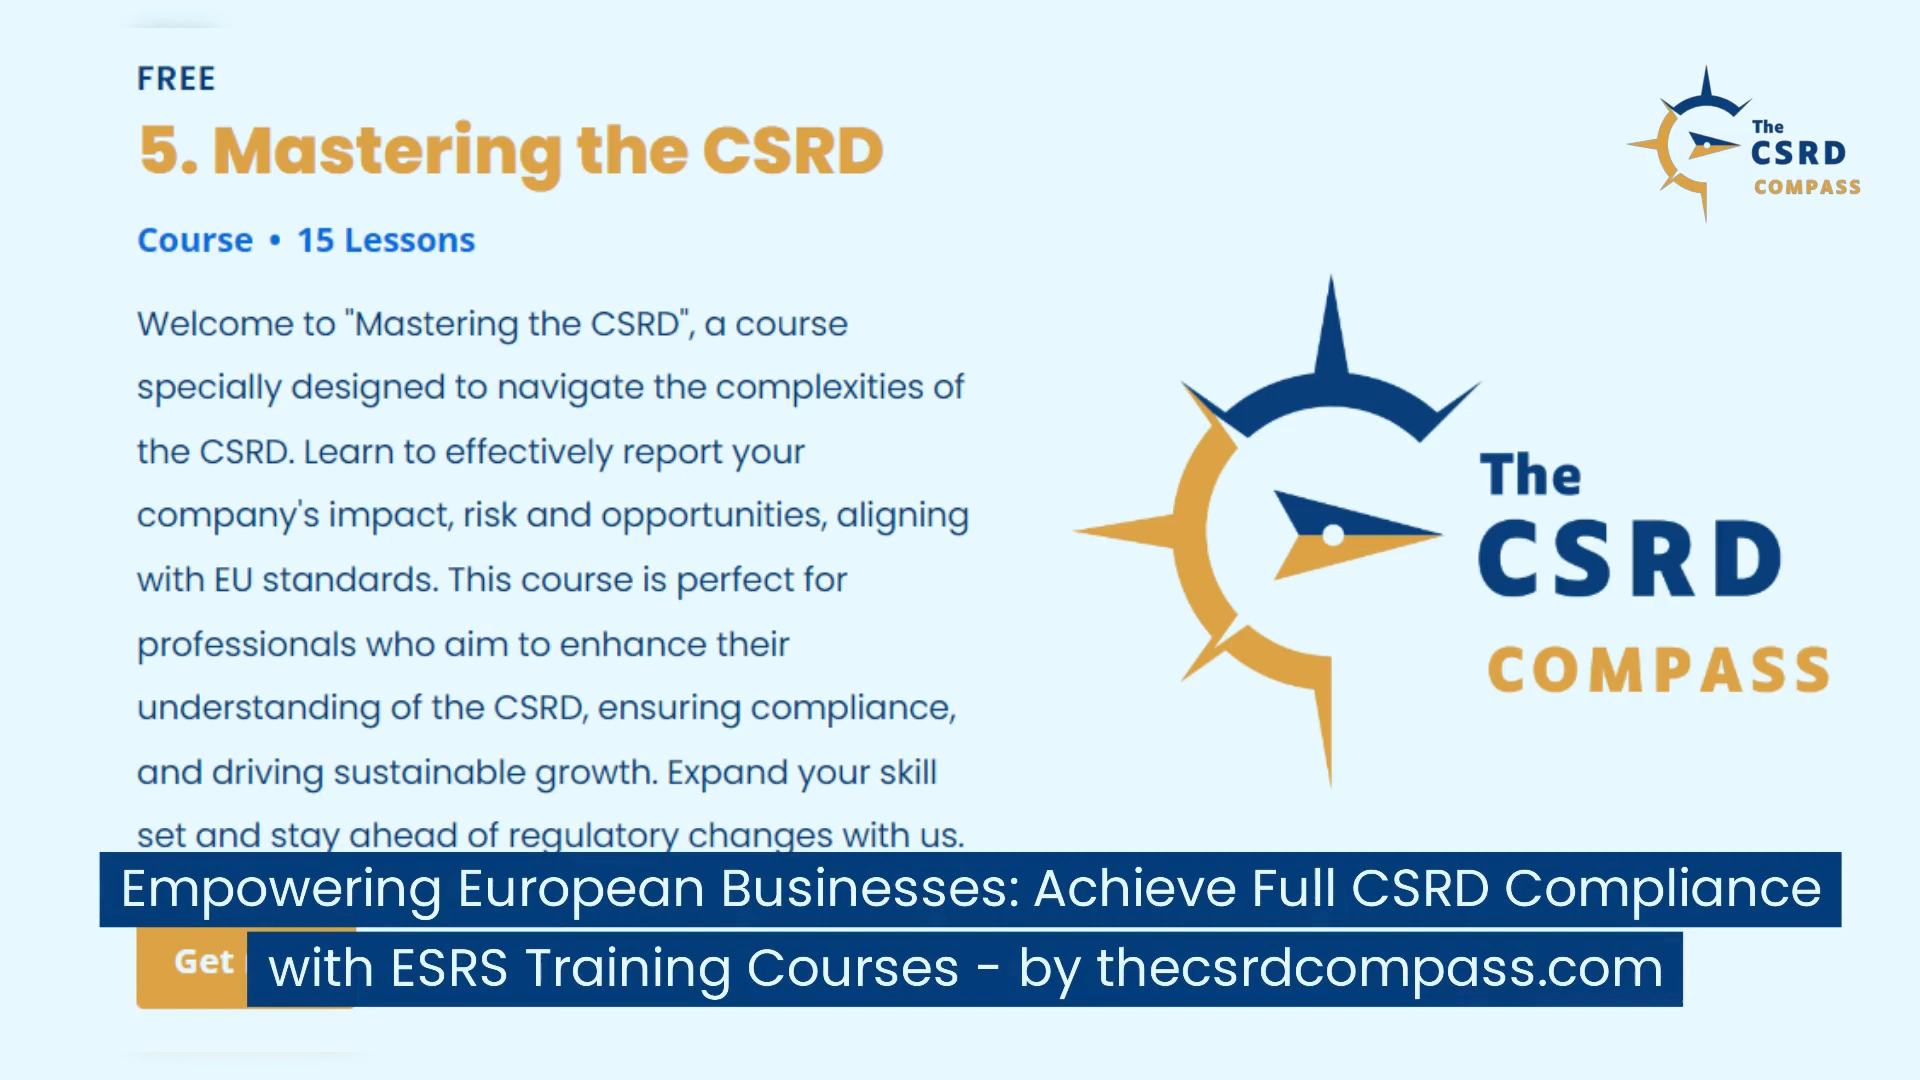 FREE
5. Mastering the CSRD
Course • 15 Lessons
Welcome to "Mastering the CSRD", a course
specially designed to navigate the complexities of
the CSRD. Learn to effectively report your
company's impact, risk and opportunities, aligning
with EU standards. This course is perfect for
professionals who aim to enhance their
understanding of the CSRD, ensuring compliance,
and driving sustainable growth. Expand your skill
set and stay ahead of regulatory changes with us.
Get
The
CSRD
COMPASS
The
CSRD
COMPASS
Empowering European Businesses: Achieve Full CSRD Compliance
with ESRS Training Courses - by thecsrdcompass.com